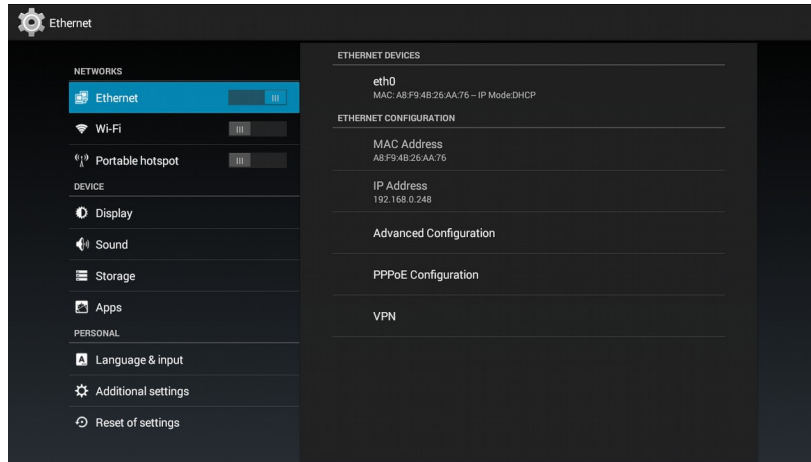 Ethernet
NETWORKS
Ethernet
Wi-Fi
Portable hotspot
DEVICE
Display
Sound
Storage
Apps
PERSONAL
Language & input
Additional settings
Reset of settings
ETHERNET DEVICES
eth0
MAC: A8:F9:4B:26:AA:76 – IP Mode:DHCP
ETHERNET CONFIGURATION
MAC Address
A8:F9:4B:26:AA:76
IP Address
192.168.0.248
Advanced Configuration
PPPoE Configuration
VPN